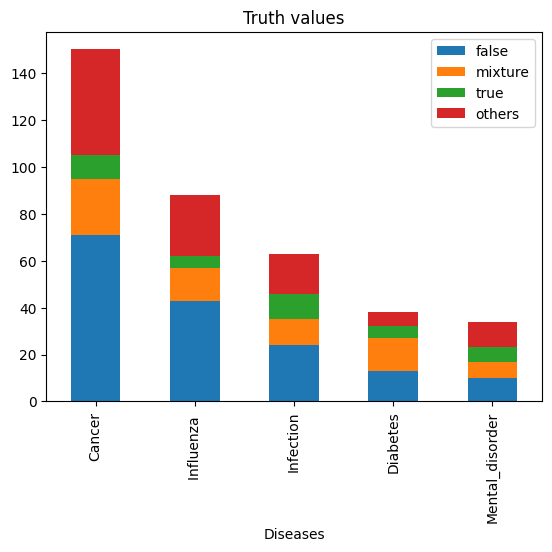 Truth values
false
mixture
true
others
140
120
100
80
60
40
20
0
Cancer
Influenza
Infection
Diabetes
Mental_disorder
Diseases